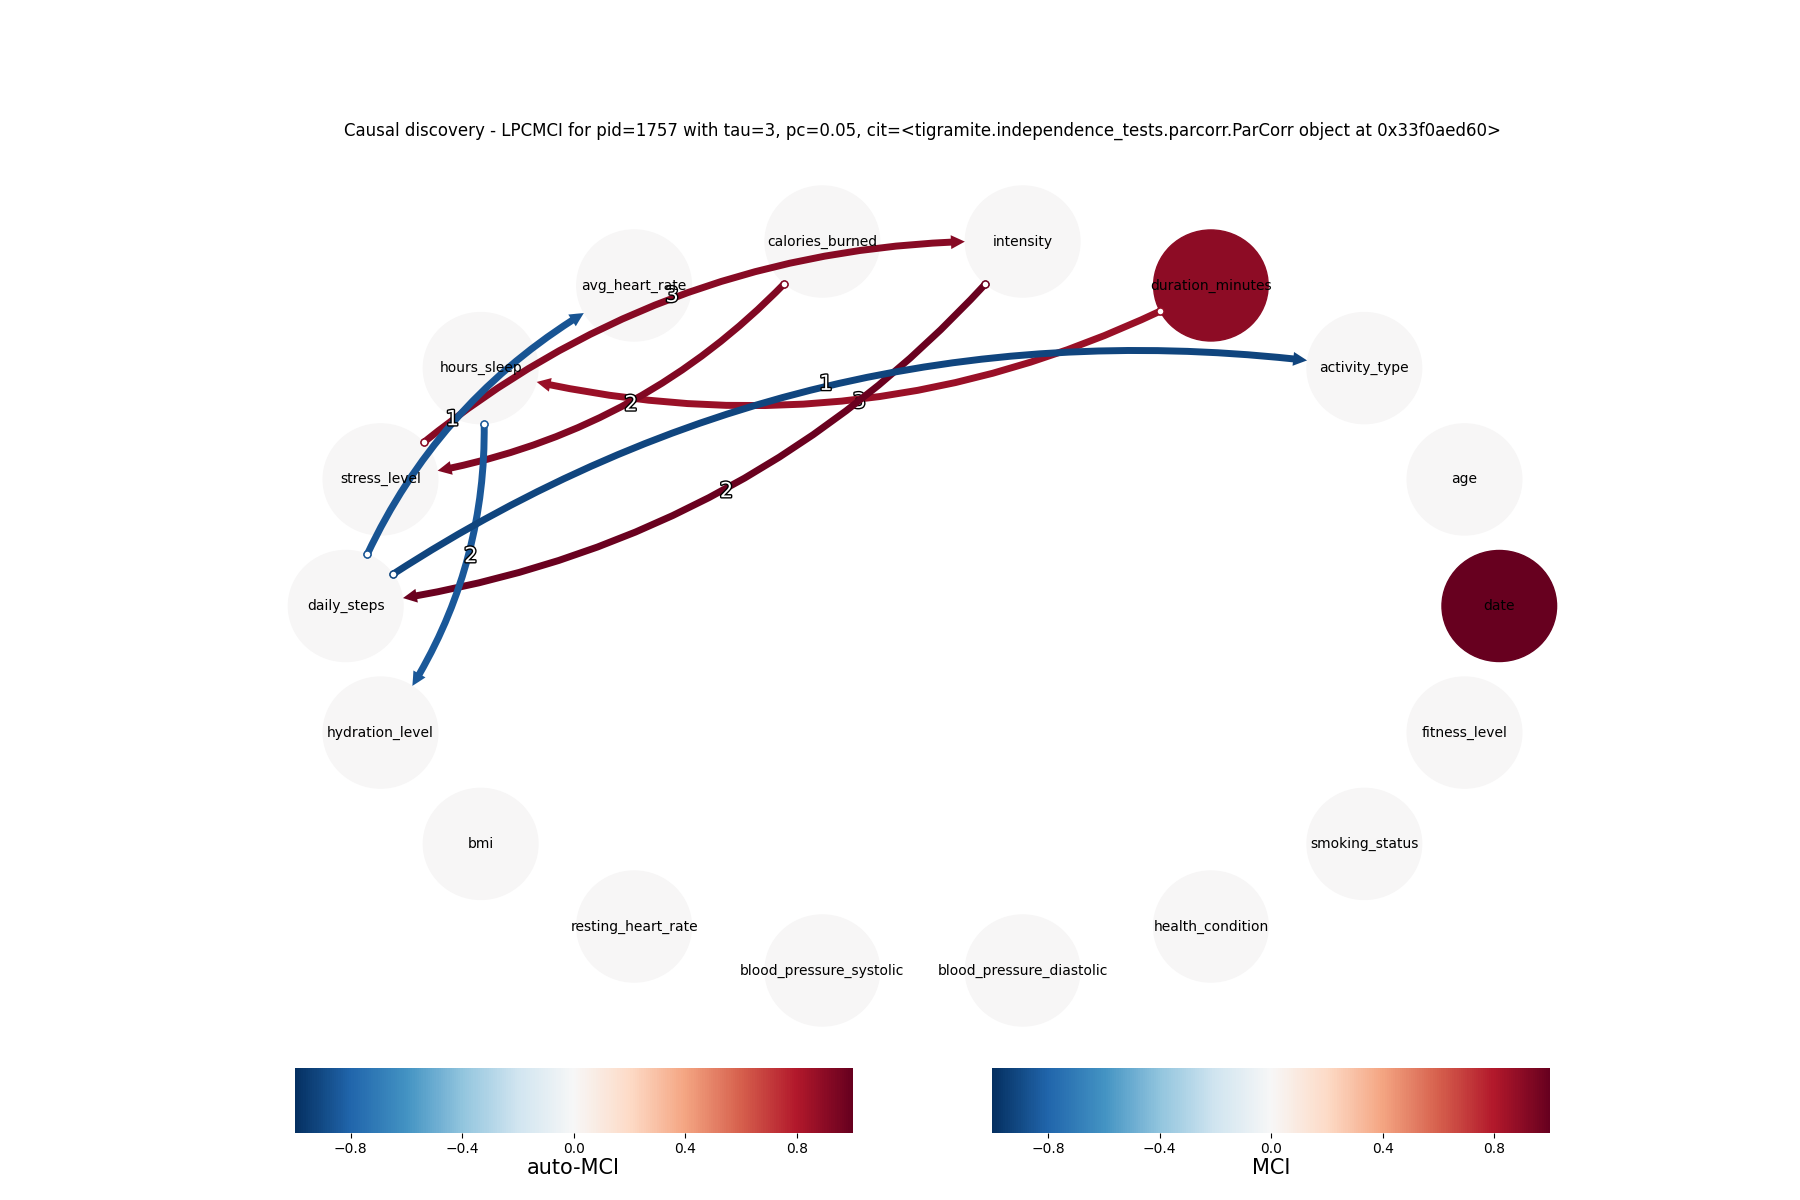 Causal discovery - LPCMCI for pid=1757 with tau=3, pc=0.05, cit=<tigramite.independence_tests.parcorr.ParCorr object at 0x33f0aed60>
calories_burned
intensity
avg_heart_rate
duration_minutes
3
hours_sleep
activity_type
1
2
3
1
stress_level
age
2
2
daily_steps
date
hydration_level
fitness_level
bmi
smoking_status
resting_heart_rate
health_condition
blood_pressure_systolic
blood_pressure_diastolic
−0.8 −0.4 0.0 0.4 0.8
auto-MCI
−0.8 −0.4 0.0 0.4 0.8
MCI